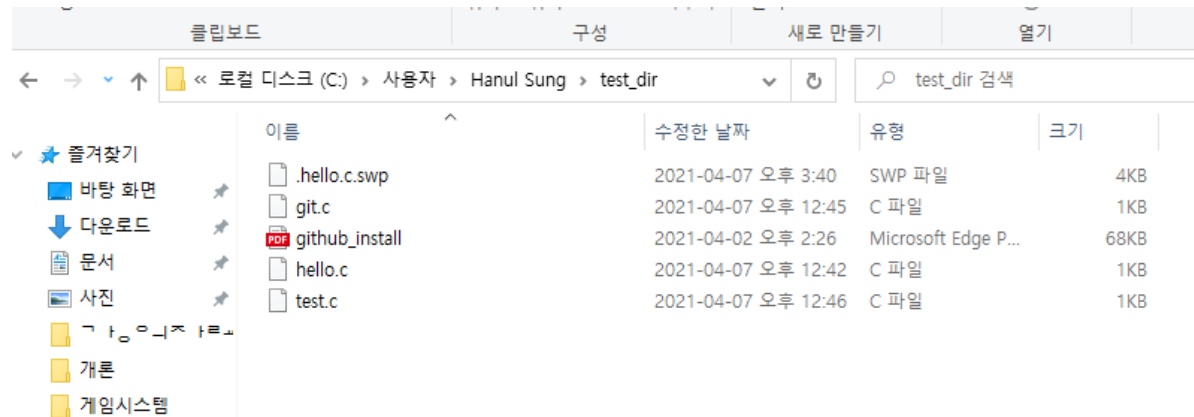 클립보드 구성 새로 만들기 열기
« 로컬 디스크 (C:) › 사용자 › Hanul Sung › test_dir test_dir 검색
이름 수정한 날짜 유형 크기
즐겨찾기
바탕 화면
다운로드
문서
사진
개론
게임시스템
.hello.c.swp 2021-04-07 오후 3:40 SWP 파일 4KB
git.c 2021-04-07 오후 12:45 C 파일 1KB
PDF github_install 2021-04-02 오후 2:26 Microsoft Edge P... 68KB
hello.c 2021-04-07 오후 12:42 C 파일 1KB
test.c 2021-04-07 오후 12:46 C 파일 1KB